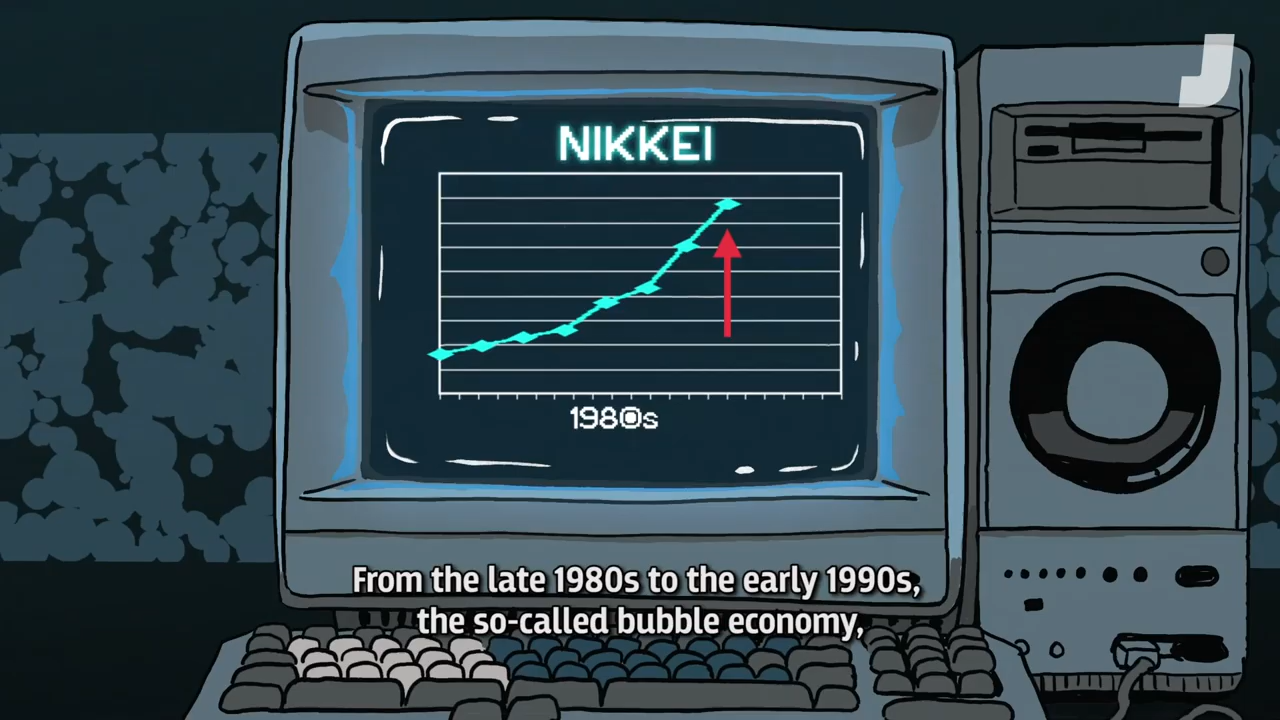 J
NIKKEI
1980s
From the late 1980s to the early 1990s,
the so-called bubble economy,